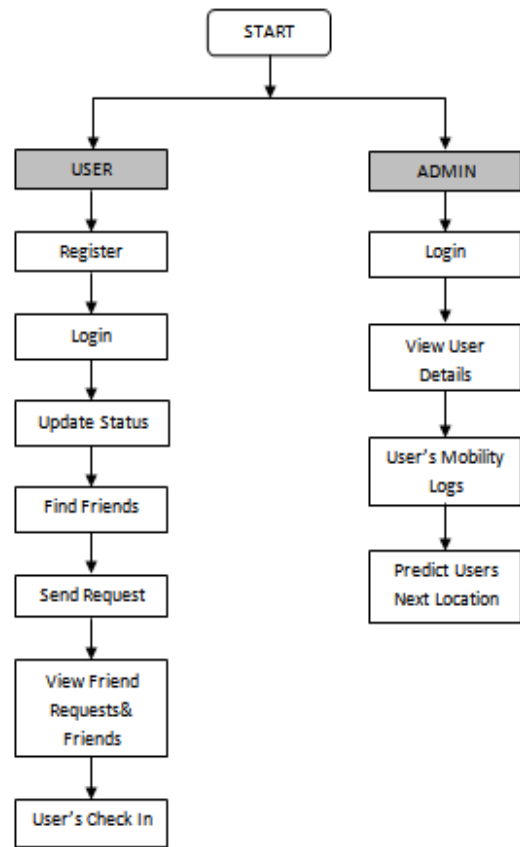 START
USER
ADMIN
Register
Login
Login
View User
Details
Update Status
User's Mobility
Logs
Find Friends
Send Request
Predict Users
Next Location
View Friend
Requests&
Friends
User's Check In